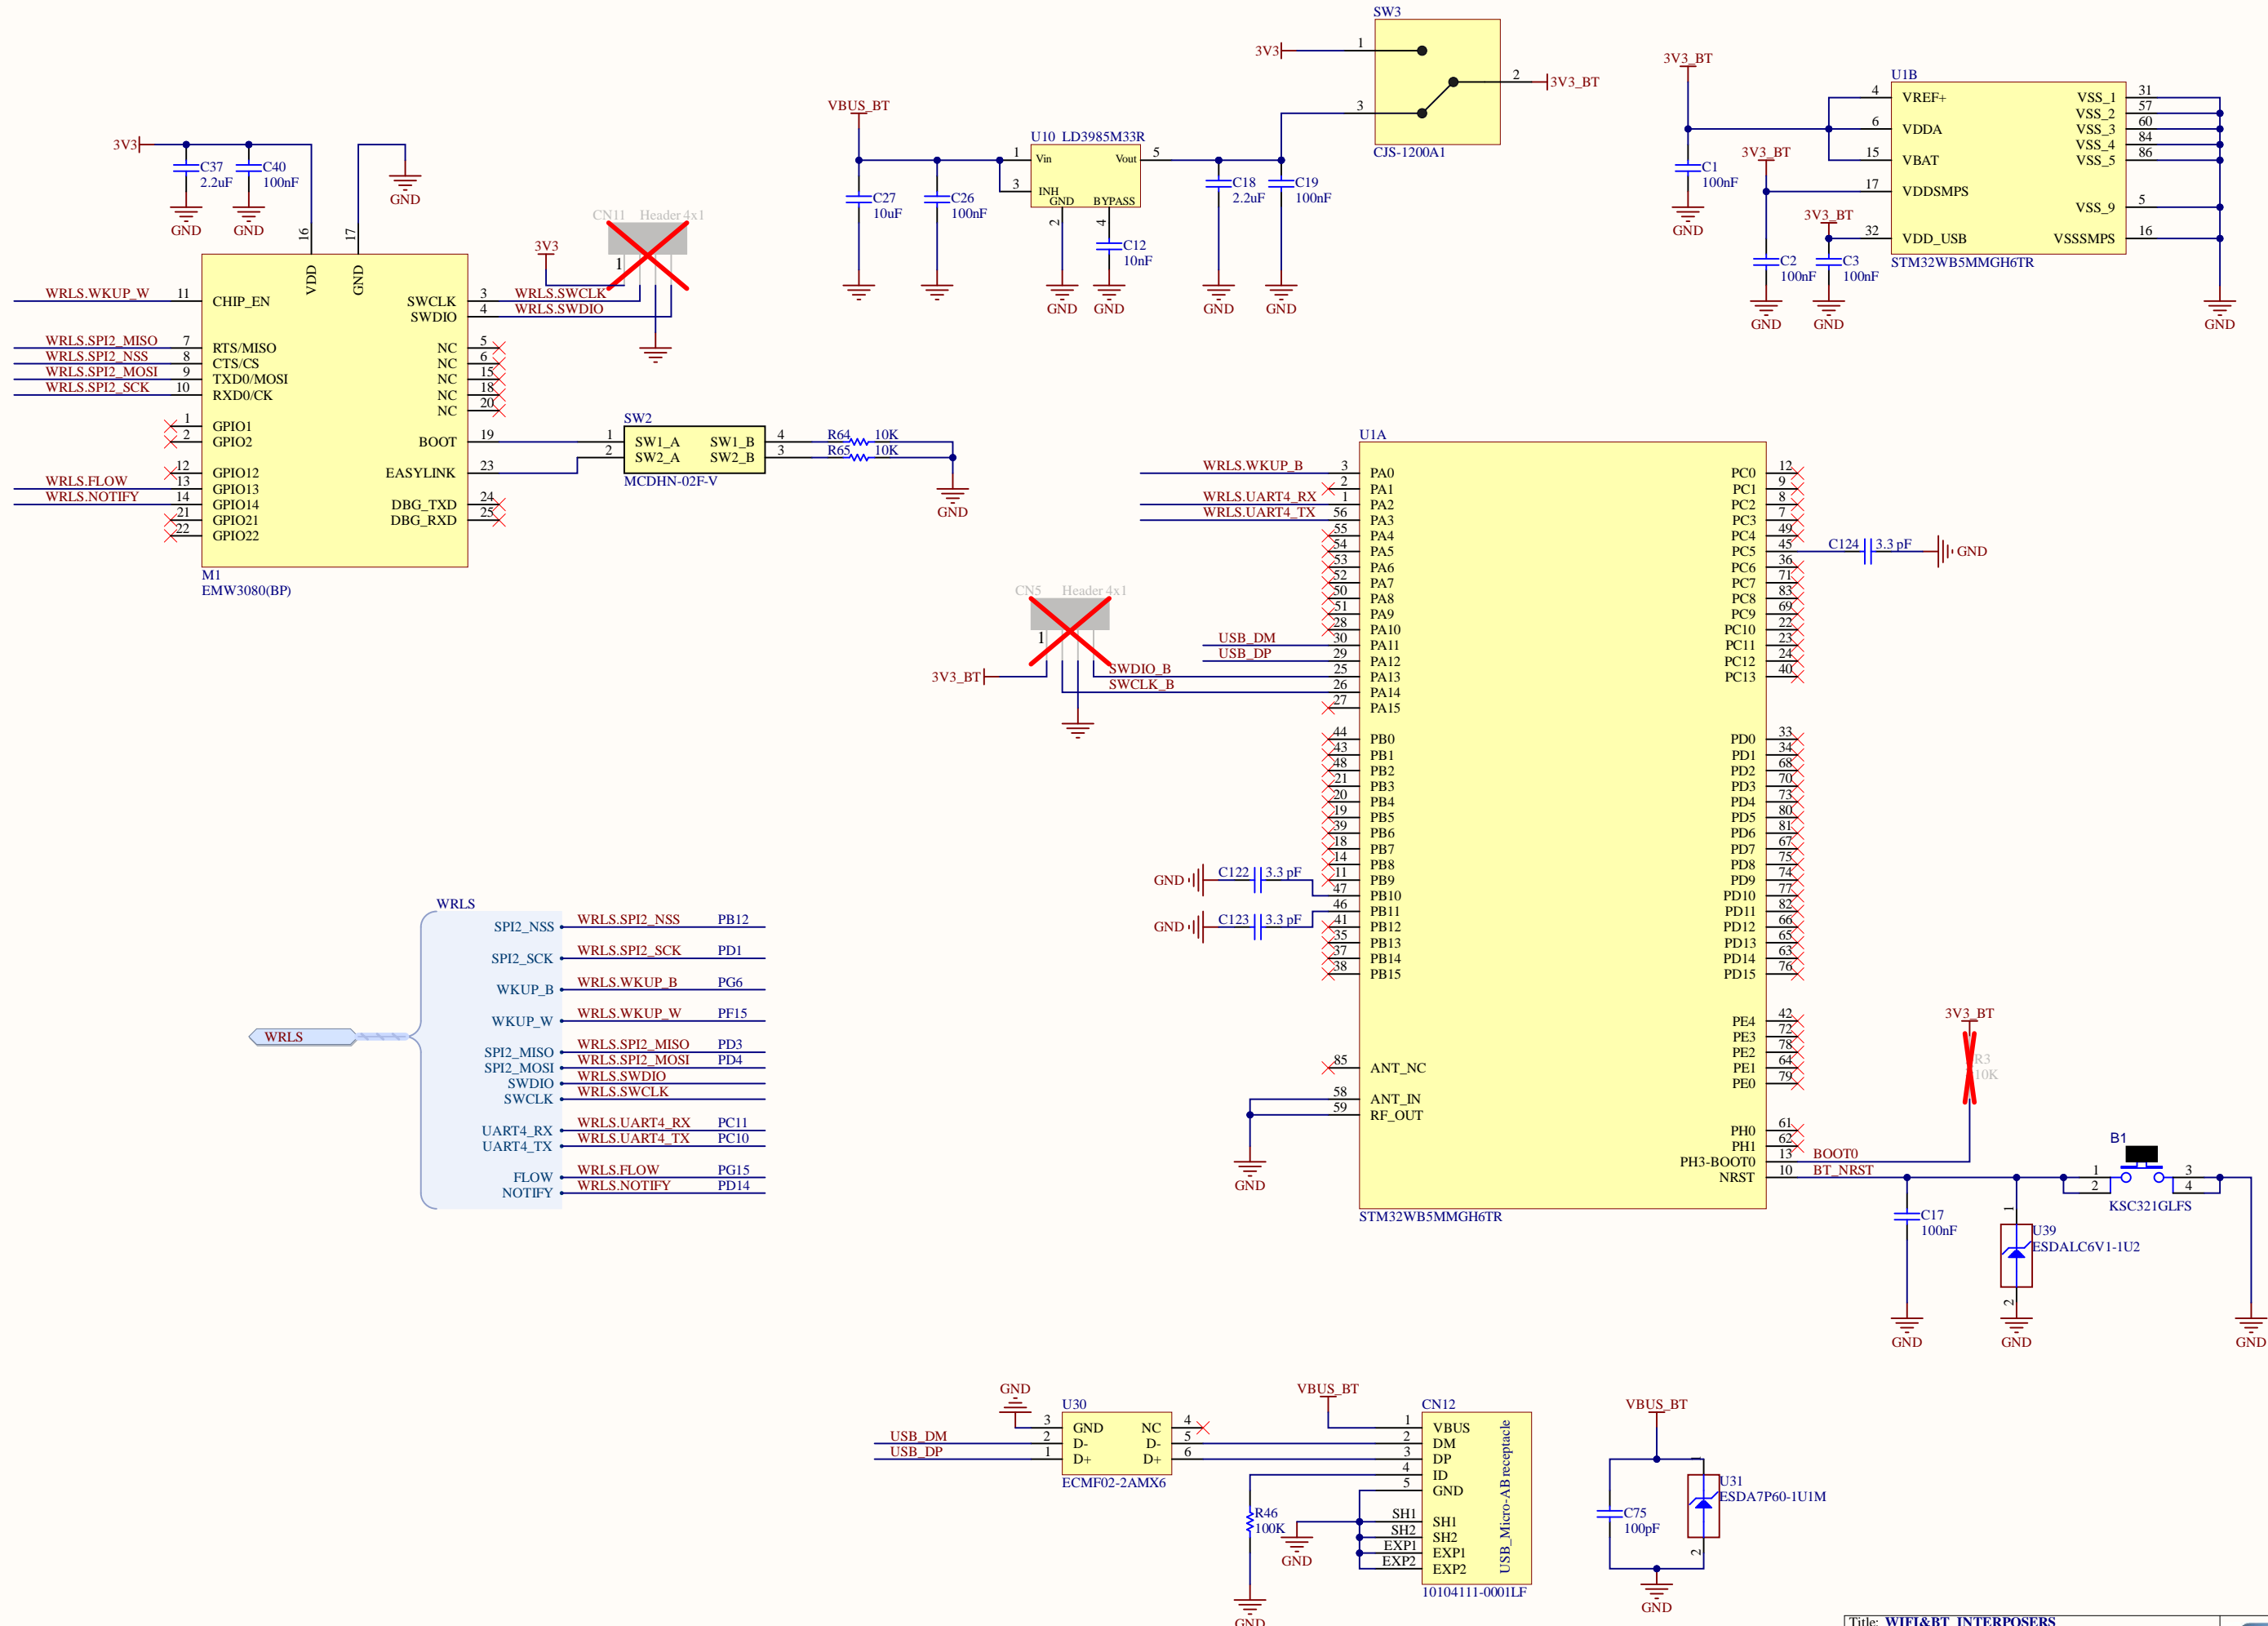 SW3
3V3
1
2
3V3_BT
3
CJS-1200A1
VBUS_BT
U10 LD3985M33R
1 Vin Vout 5
3 INH
GND BYPASS
2 4
C27
10uF
C26
100nF
C12
10nF
C18
2.2uF
C19
100nF
GND GND GND GND
3V3_BT
U1B
4 VREF+ VSS_1 31
VSS_2 57
6 VDDA VSS_3 60
VSS_4 84
15 VBAT VSS_5 86
3V3_BT
17 VDDSMPS
VSS_9 5
3V3_BT
32 VDD_USB VSSSMPS 16
STM32WB5MMGH6TR
C1
100nF
GND
C2
100nF
C3
100nF
GND GND GND
3V3
C37
2.2uF
C40
100nF
GND GND GND
16 17
VDD GND
CN11 Header 4x1
3V3
1
WRLS.WKUP_W 11 CHIP_EN
SWCLK 3 WRLS.SWCLK
SWDIO 4 WRLS.SWDIO
WRLS.SPI2_MISO 7 RTS/MISO NC 5
WRLS.SPI2_NSS 8 CTS/CS NC 6
WRLS.SPI2_MOSI 9 TXD0/MOSI NC 15
WRLS.SPI2_SCK 10 RXD0/CK NC 18
NC 20
1 GPIO1
2 GPIO2 BOOT 19
12 GPIO12 EASYLINK 23
WRLS.FLOW 13 GPIO13
WRLS.NOTIFY 14 GPIO14 DBG_TXD 24
21 GPIO21 DBG_RXD 25
22 GPIO22
M1
EMW3080(BP)
SW2
1 SW1_A SW1_B 4 R64 10K
2 SW2_A SW2_B 3 R65 10K
MCDHN-02F-V
GND
U1A
WRLS.WKUP_B 3 PA0 PC0 12
2 PA1 PC1 9
WRLS.UART4_RX 1 PA2 PC2 8
WRLS.UART4_TX 56 PA3 PC3 7
55 PA4 PC4 49
54 PA5 PC5 45 C124 3.3 pF GND
53 PA6 PC6 36
52 PA7 PC7 71
50 PA8 PC8 83
51 PA9 PC9 69
28 PA10 PC10 22
USB_DM 30 PA11 PC11 23
USB_DP 29 PA12 PC12 24
SWDIO_B 25 PA13 PC13 40
SWCLK_B 26 PA14
27 PA15
CN5 Header 4x1
1
3V3_BT
44 PB0 PD0 33
43 PB1 PD1 34
48 PB2 PD2 68
21 PB3 PD3 70
20 PB4 PD4 73
19 PB5 PD5 80
39 PB6 PD6 81
18 PB7 PD7 67
14 PB8 PD8 75
11 PB9 PD9 74
GND C122 3.3 pF 47 PB10 PD10 77
46 PB11 PD11 82
GND C123 3.3 pF 41 PB12 PD12 66
35 PB13 PD13 65
37 PB14 PD14 63
38 PB15 PD15 76
PE4 42
PE3 72
PE2 78
85 ANT_NC PE1 64
PE0 79
58 ANT_IN
59 RF_OUT
GND
PH0 61
PH1 62
PH3-BOOT0 13 BOOT0
NRST 10 BT_NRST
STM32WB5MMGH6TR
3V3_BT
R3
10K
B1
1 3
2 4
KSC321GLFS
C17
100nF
1
U39
ESDALC6V1-1U2
2
GND GND GND
WRLS
WRLS
SPI2_NSS WRLS.SPI2_NSS PB12
SPI2_SCK WRLS.SPI2_SCK PD1
WKUP_B WRLS.WKUP_B PG6
WKUP_W WRLS.WKUP_W PF15
SPI2_MISO WRLS.SPI2_MISO PD3
SPI2_MOSI WRLS.SPI2_MOSI PD4
SWDIO WRLS.SWDIO
SWCLK WRLS.SWCLK
UART4_RX WRLS.UART4_RX PC11
UART4_TX WRLS.UART4_TX PC10
FLOW WRLS.FLOW PG15
NOTIFY WRLS.NOTIFY PD14
GND
U30
3 GND NC 4
USB_DM 2 D- D- 5
USB_DP 1 D+ D+ 6
ECMF02-2AMX6
VBUS_BT
CN12
1 VBUS
2 DM
3 DP
4 ID
5 GND
SH1 SH1
SH2 SH2
EXP1 EXP1
EXP2 EXP2
USB_Micro-AB receptacle
10104111-0001LF
R46
100K
GND
GND
VBUS_BT
1
U31
ESDA7P60-1U1M
C75
100pF
2
GND
Title: WIFI&BT INTERPOSERS